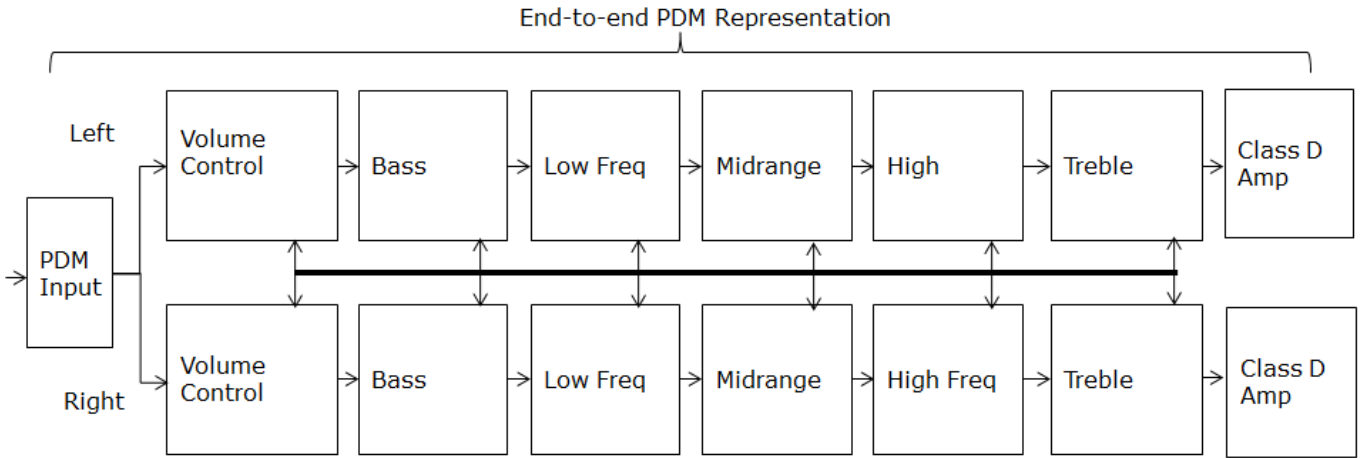 End-to-end PDM Representation
Left
Volume
Control
Bass
Low Freq
Midrange
High
Treble
Class D
Amp
PDM
Input
Right
Volume
Control
Bass
Low Freq
Midrange
High Freq
Treble
Class D
Amp